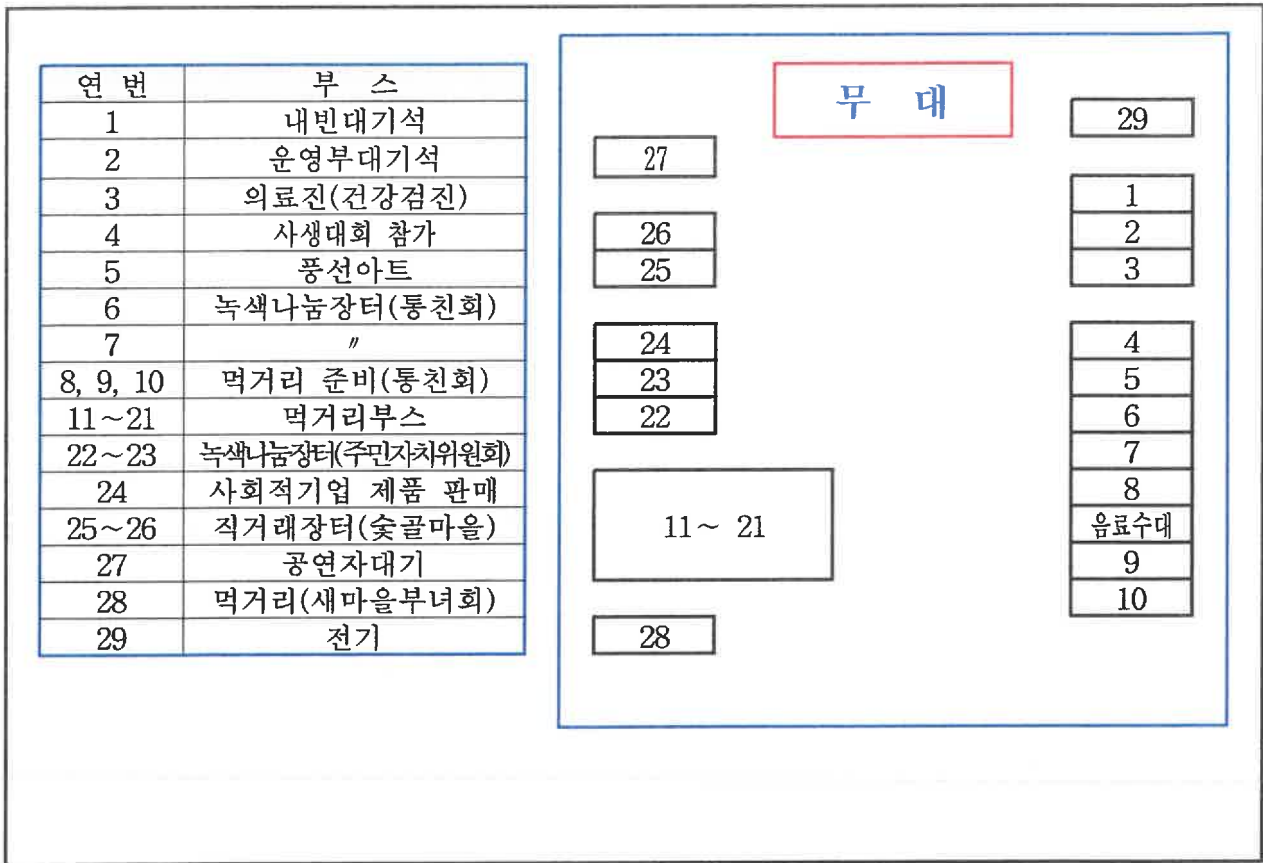 연 번 부 스
1 내빈대기석
2 운영부대기석
3 의료진(건강검진)
4 사생대회 참가
5 풍선아트
6 녹색나눔장터(통친회)
7 〃
8, 9, 10 먹거리 준비(통친회)
11~21 먹거리부스
22~23 녹색나눔장터(주민자치위원회)
24 사회적기업 제품 판매
25~26 직거래장터(숯골마을)
27 공연자대기
28 먹거리(새마을부녀회)
29 전기
무 대
27
26
25
24
23
22
11~ 21
28
29
1
2
3
4
5
6
7
8
음료수대
9
10